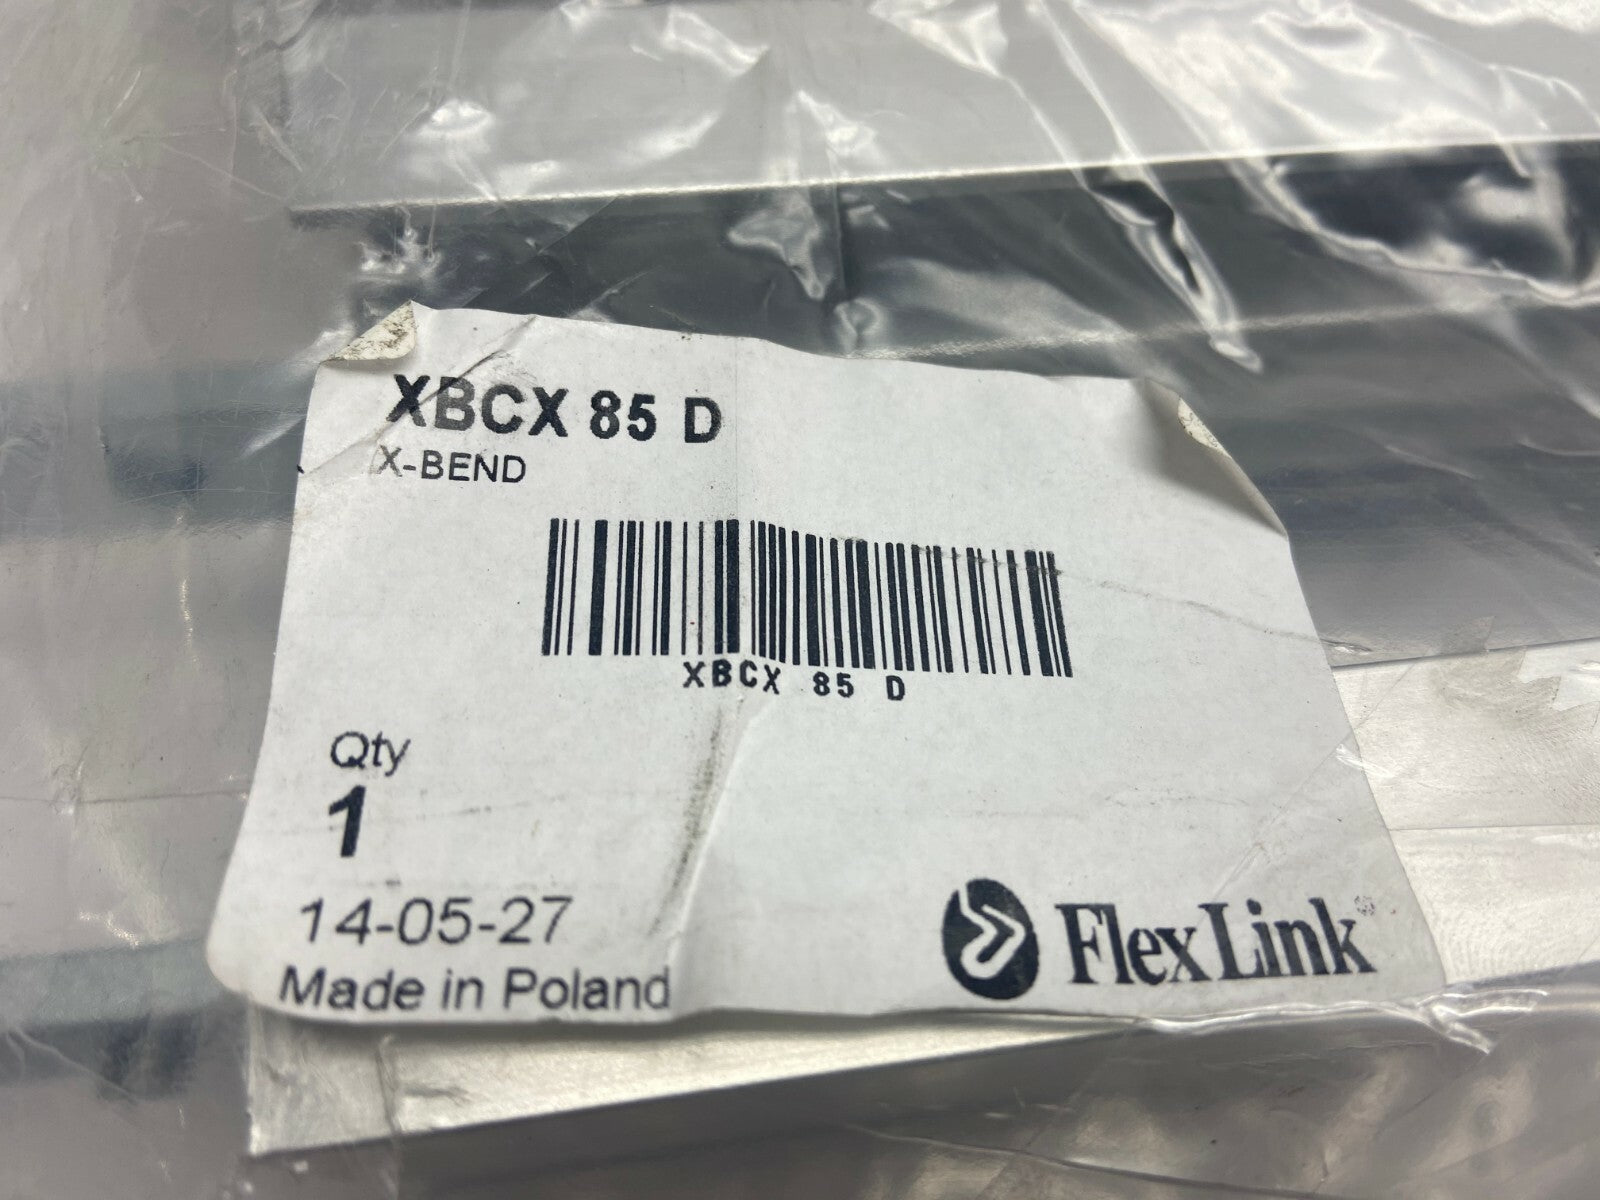 XBCX 85 D
X-BEND
XBCX 85 D
Qty
1
14-05-27
Made in Poland
FlexLink®